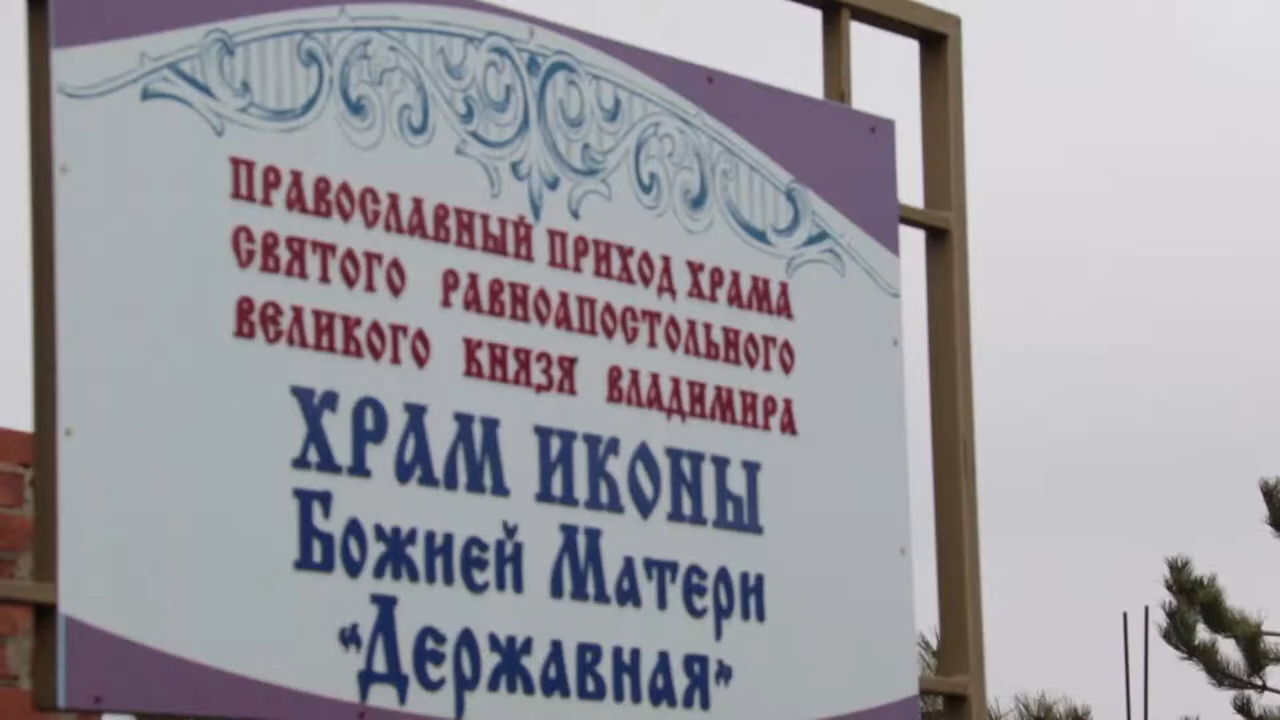 ПРАВОСЛАВНЫЙ ПРИХОД ХРАМА
СВЯТОГО РАВНОАПОСТОЛЬНОГО
ВЕЛИКОГО КНЯЗЯ ВЛАДИМИРА
ХРАМ ИКОНЫ
Божией Матери
“Державная”